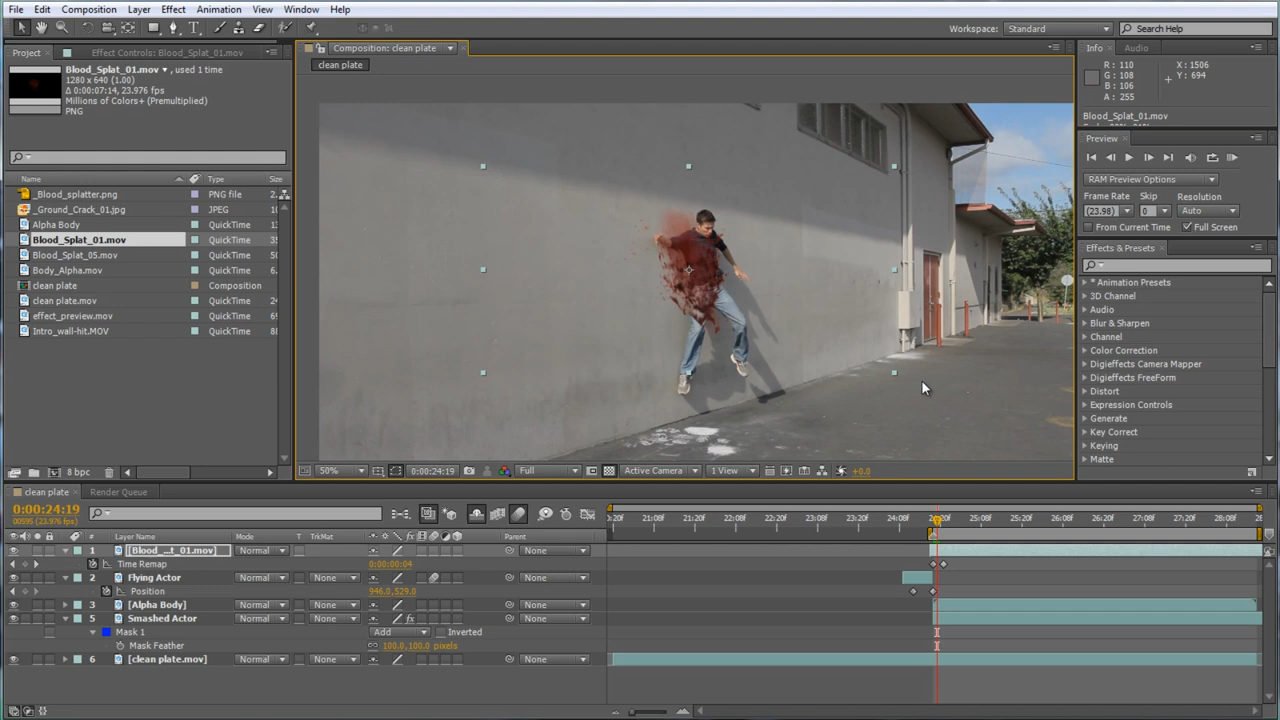 File Edit Composition Layer Effect Animation View Window Help
Workspace: Standard Search Help
Project Effect Controls: Blood_Splat_01.mov
Composition: clean plate
Info Audio
clean plate
Blood_Splat_01.mov , used 1 time
1280 x 640 (1.00)
Δ 0:00:07:14, 23.976 fps
Millions of Colors+ (Premultiplied)
PNG
R : 110
G : 108
B : 106
A : 255
X : 1506
Y : 694
Blood_Splat_01.mov
Preview
RAM Preview Options
Frame Rate Skip Resolution
(23.98) 0 Auto
From Current Time Full Screen
Effects & Presets
* Animation Presets
3D Channel
Audio
Blur & Sharpen
Channel
Color Correction
Digieffects Camera Mapper
Digieffects FreeForm
Distort
Expression Controls
Generate
Key Correct
Keying
Matte
Name Type Size
_Blood_splatter.png PNG file 2.
_Ground_Crack_01.jpg JPEG 10
Alpha Body QuickTime 13
Blood_Splat_01.mov QuickTime 35
Blood_Splat_05.mov QuickTime 50
Body_Alpha.mov QuickTime 6.
clean plate Composition
clean plate.mov QuickTime 24
effect_preview.mov QuickTime 69
Intro_wall-hit.MOV QuickTime
8 bpc
50% 0:00:24:19 Full Active Camera 1 View +0.0
clean plate Render Queue
0:00:24:19
00595 (23.976 fps)
:20f 21:08f 21:20f 22:08f 22:20f 23:08f 23:20f 24:08f 25:08f 25:20f 26:08f 26:20f 27:08f 27:20f 28:08f
# Layer Name Mode T TrkMat Parent
1 [Blood_...t_01.mov] Normal None
Time Remap 0:00:00:04
2 Flying Actor Normal None None
Position 946.0,529.0
3 [Alpha Body] Normal None None
5 Smashed Actor Normal None None
Mask 1 Add Inverted
Mask Feather 100.0,100.0 pixels
6 [clean plate.mov] Normal None None